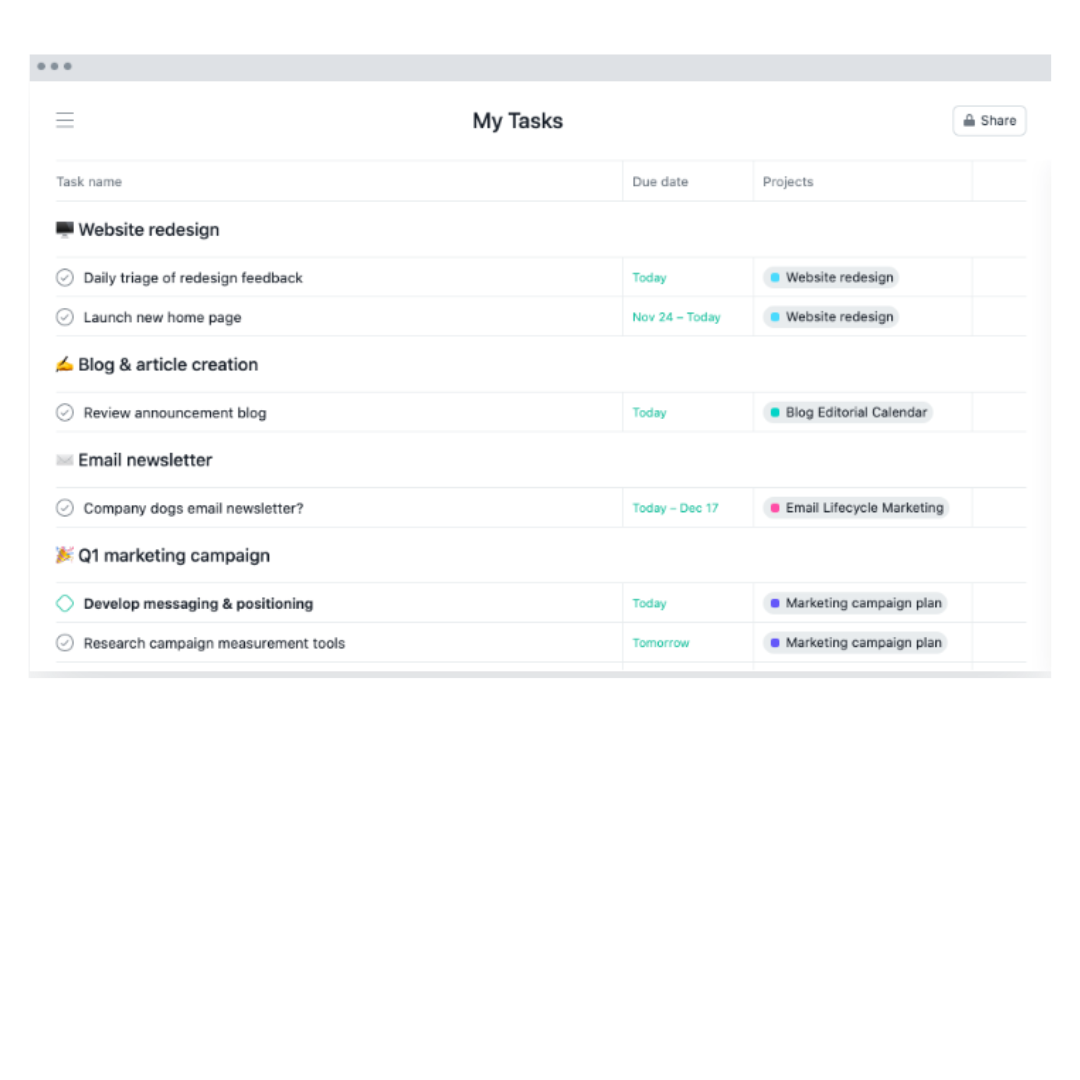 My Tasks
Share
Task name Due date Projects
Website redesign
Daily triage of redesign feedback Today Website redesign
Launch new home page Nov 24 – Today Website redesign
Blog & article creation
Review announcement blog Today Blog Editorial Calendar
Email newsletter
Company dogs email newsletter? Today – Dec 17 Email Lifecycle Marketing
Q1 marketing campaign
Develop messaging & positioning Today Marketing campaign plan
Research campaign measurement tools Tomorrow Marketing campaign plan